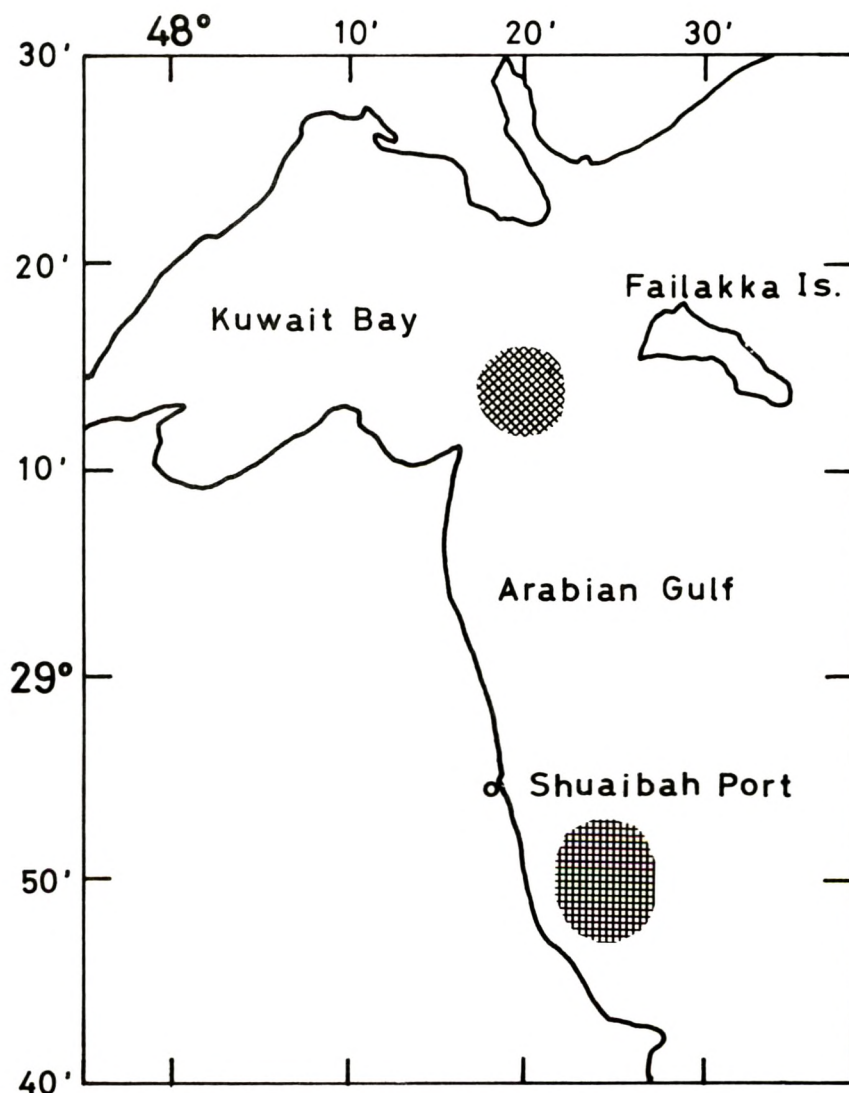 48° 10' 20' 30'
30'
20'
Failakka Is.
Kuwait Bay
10'
Arabian Gulf
29°
Shuaibah Port
50'
40'